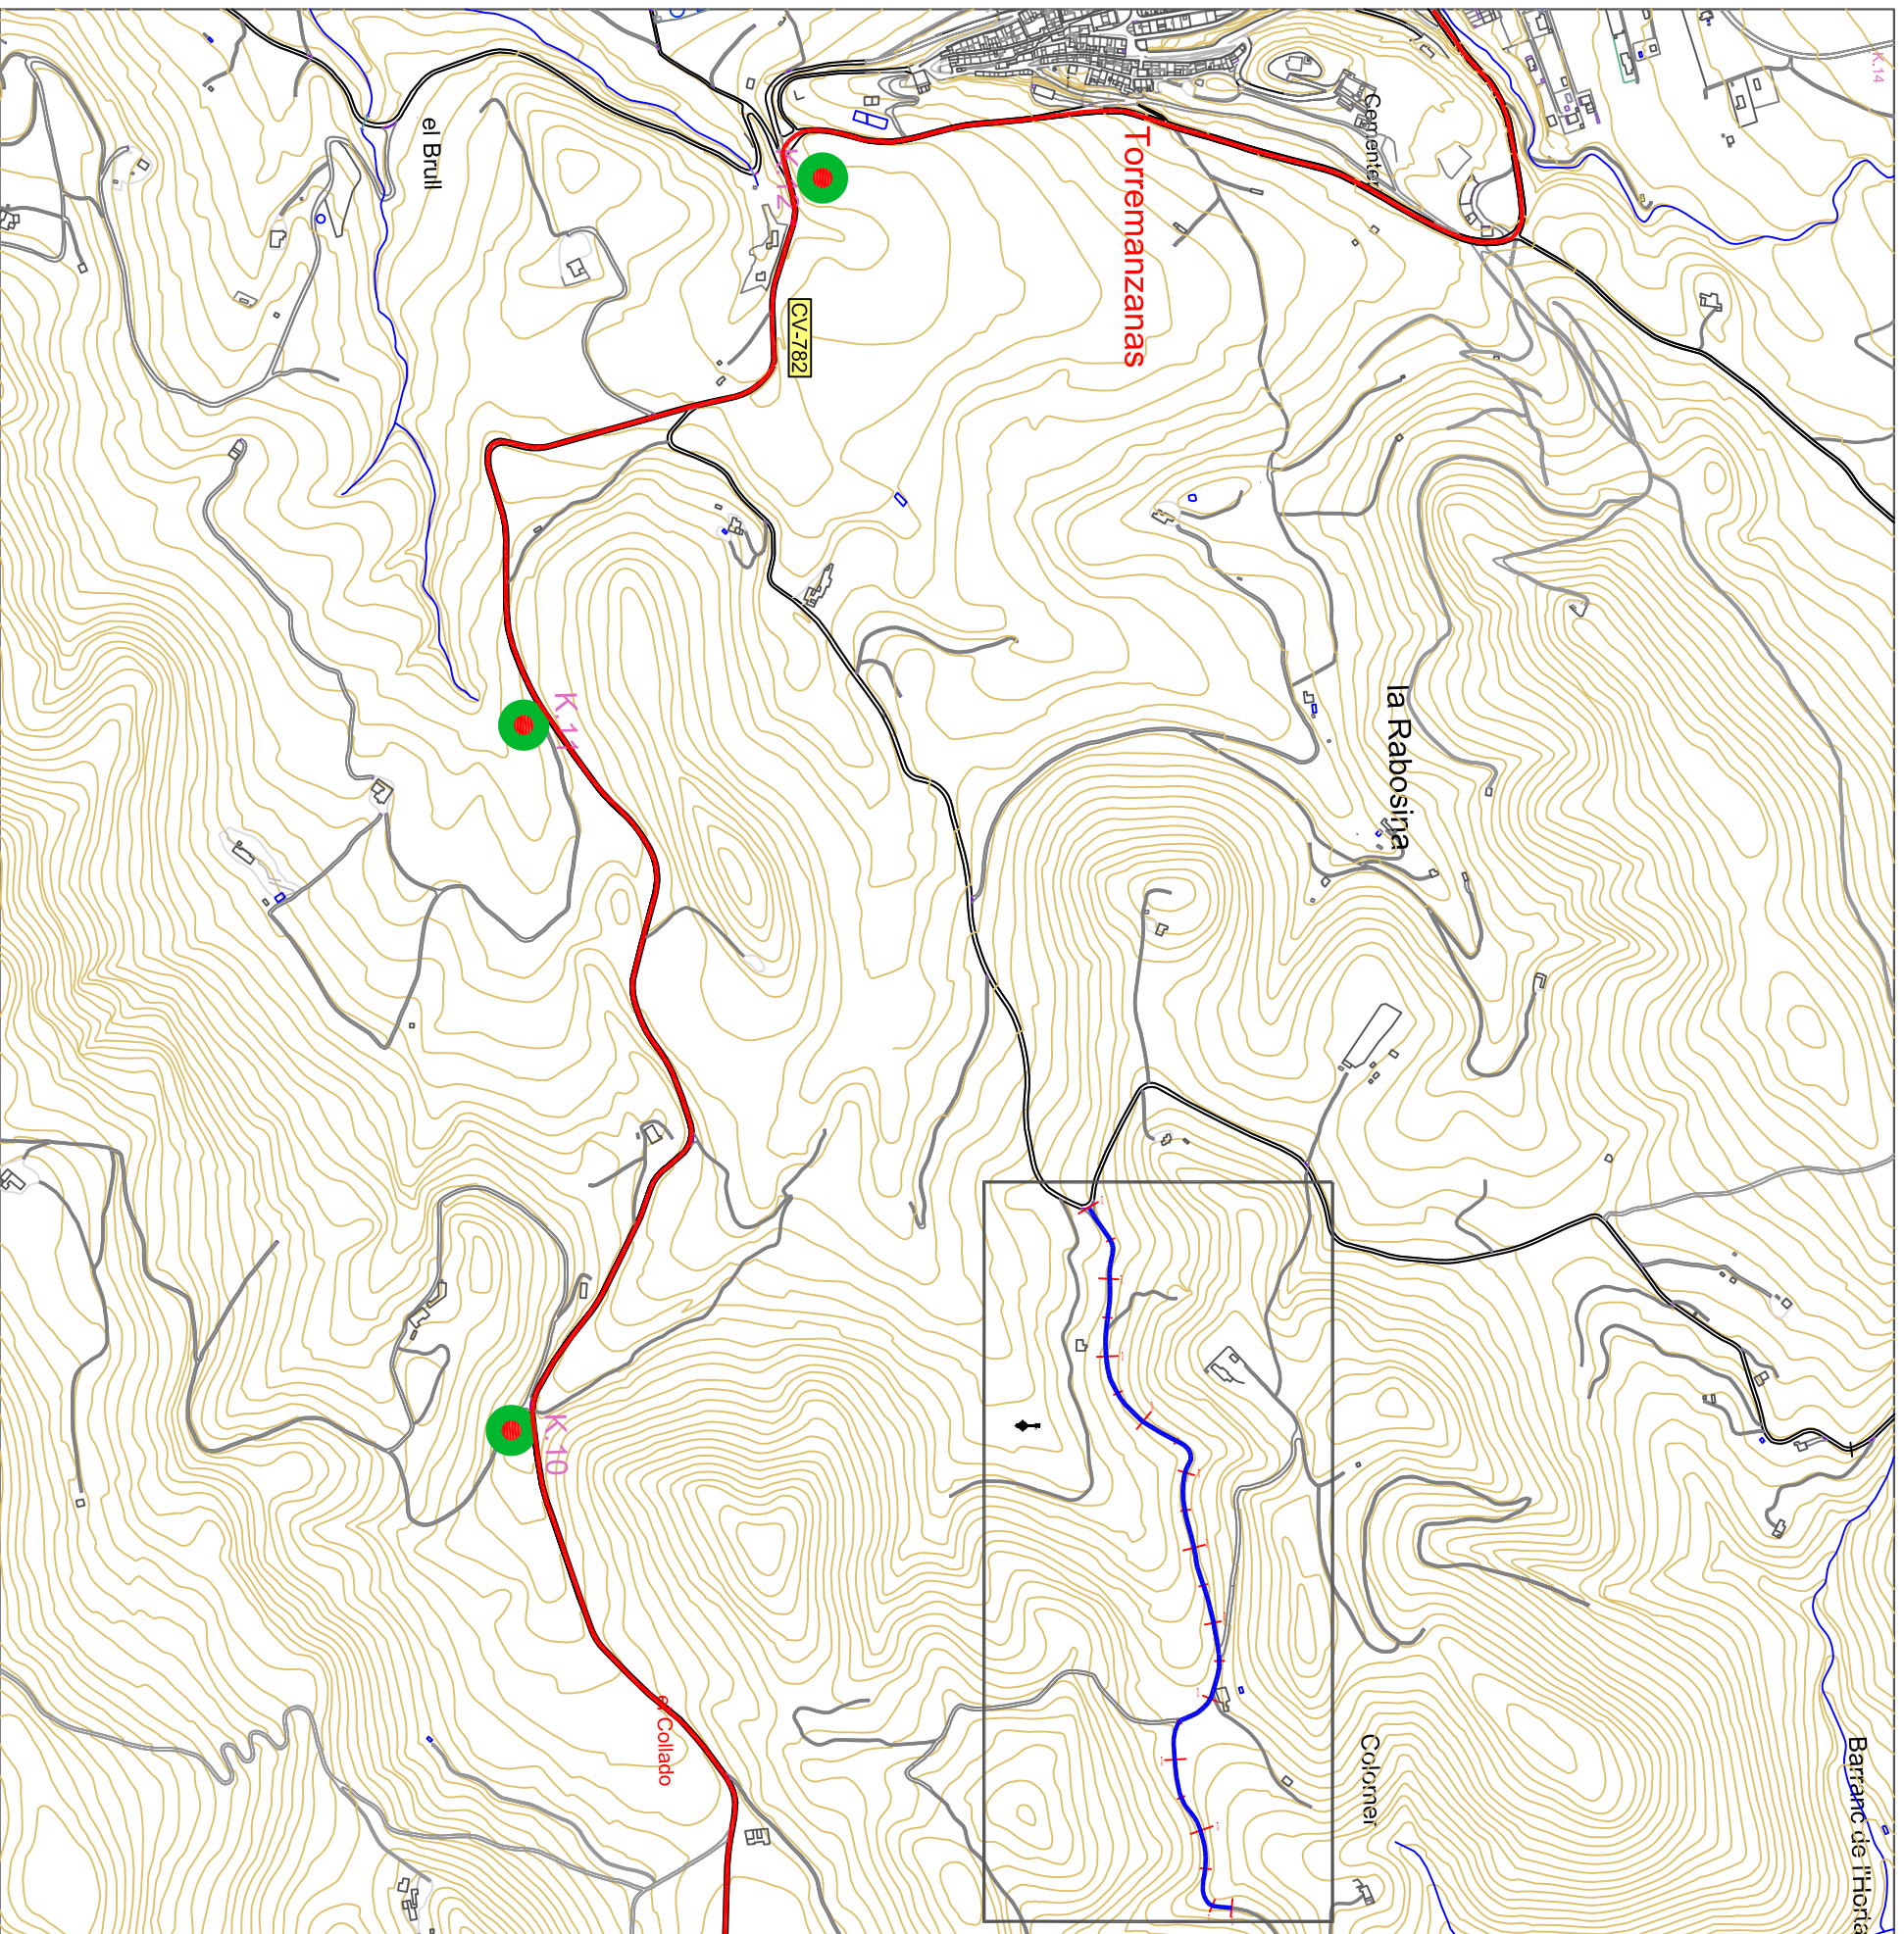 K.14
Cementeri
Torremanzanas
el Brull
K.12
CV-782
la Rabosina
K.11
K.10
el Collado
Colomer
Barranc de l'Horta